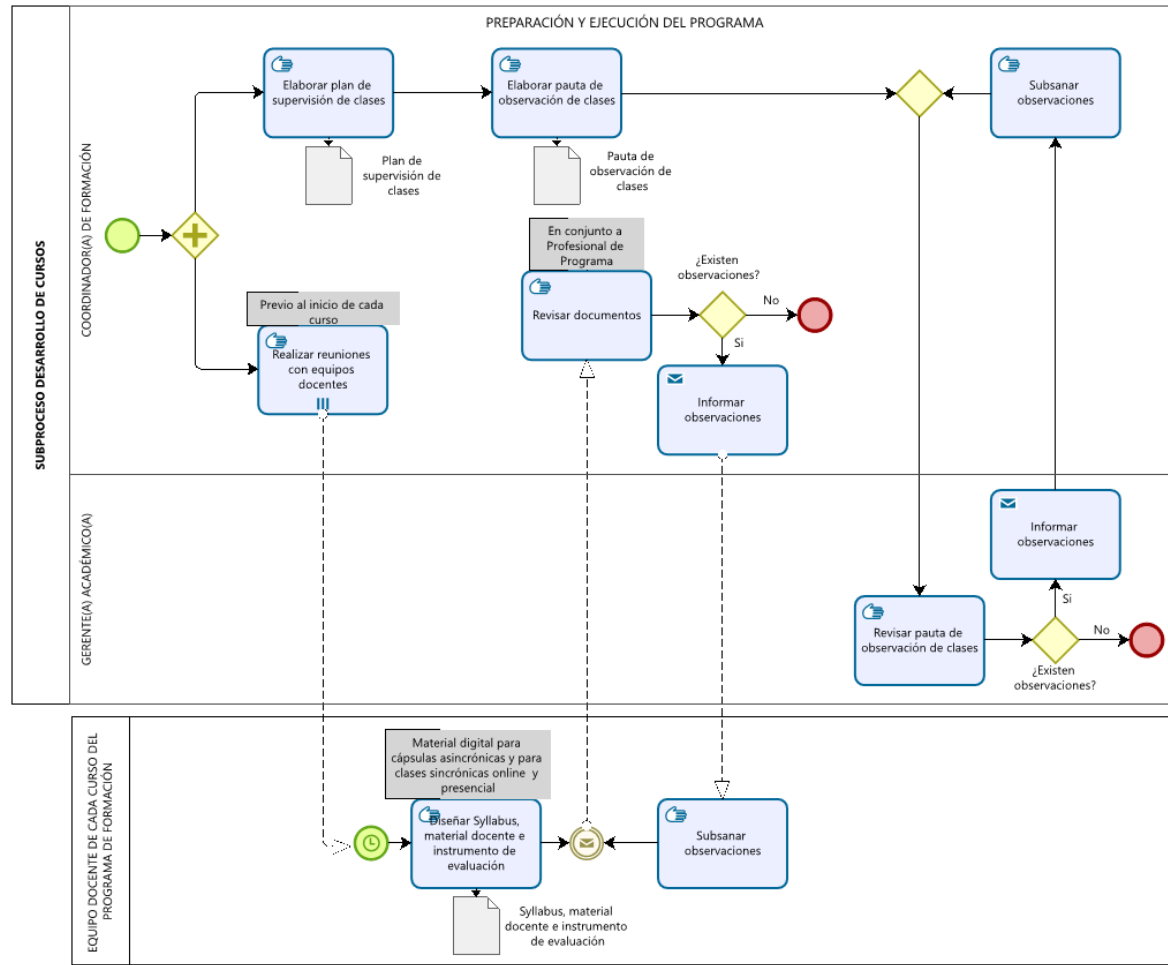 PREPARACIÓN Y EJECUCIÓN DEL PROGRAMA
SUBPROCESO DESARROLLO DE CURSOS
COORDINADOR(A) DE FORMACIÓN
Elaborar plan de
supervisión de clases
Elaborar pauta de
observación de clases
Subsanar
observaciones
Plan de
supervisión de
clases
Pauta de
observación de
clases
En conjunto a
Profesional de
Programa
¿Existen
observaciones?
Revisar documentos
No
Si
Previo al inicio de cada
curso
Realizar reuniones
con equipos
docentes
Informar
observaciones
GERENTE(A) ACADÉMICO(A)
Informar
observaciones
Si
Revisar pauta de
observación de clases
No
¿Existen
observaciones?
EQUIPO DOCENTE DE CADA CURSO DEL
PROGRAMA DE FORMACIÓN
Material digital para
cápsulas asincrónicas y para
clases sincrónicas online y
presencial
Diseñar Syllabus,
material docente e
instrumento de
evaluación
Subsanar
observaciones
Syllabus, material
docente e instrumento
de evaluación